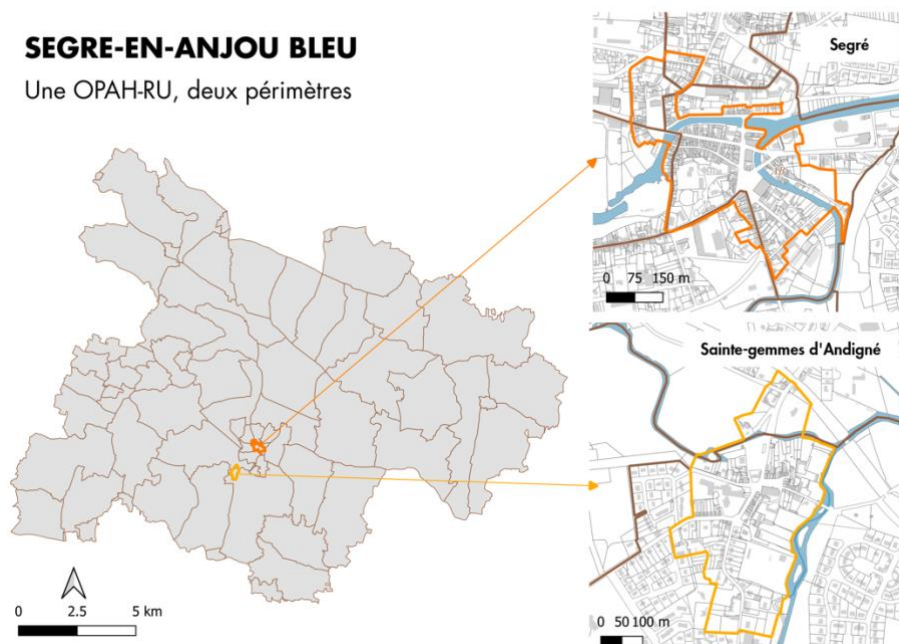 SEGRE-EN-ANJOU BLEU
Une OPAH-RU, deux périmètres
Segré
0 75 150 m
Sainte-gemmes d'Andigné
0 2.5 5 km
0 50 100 m